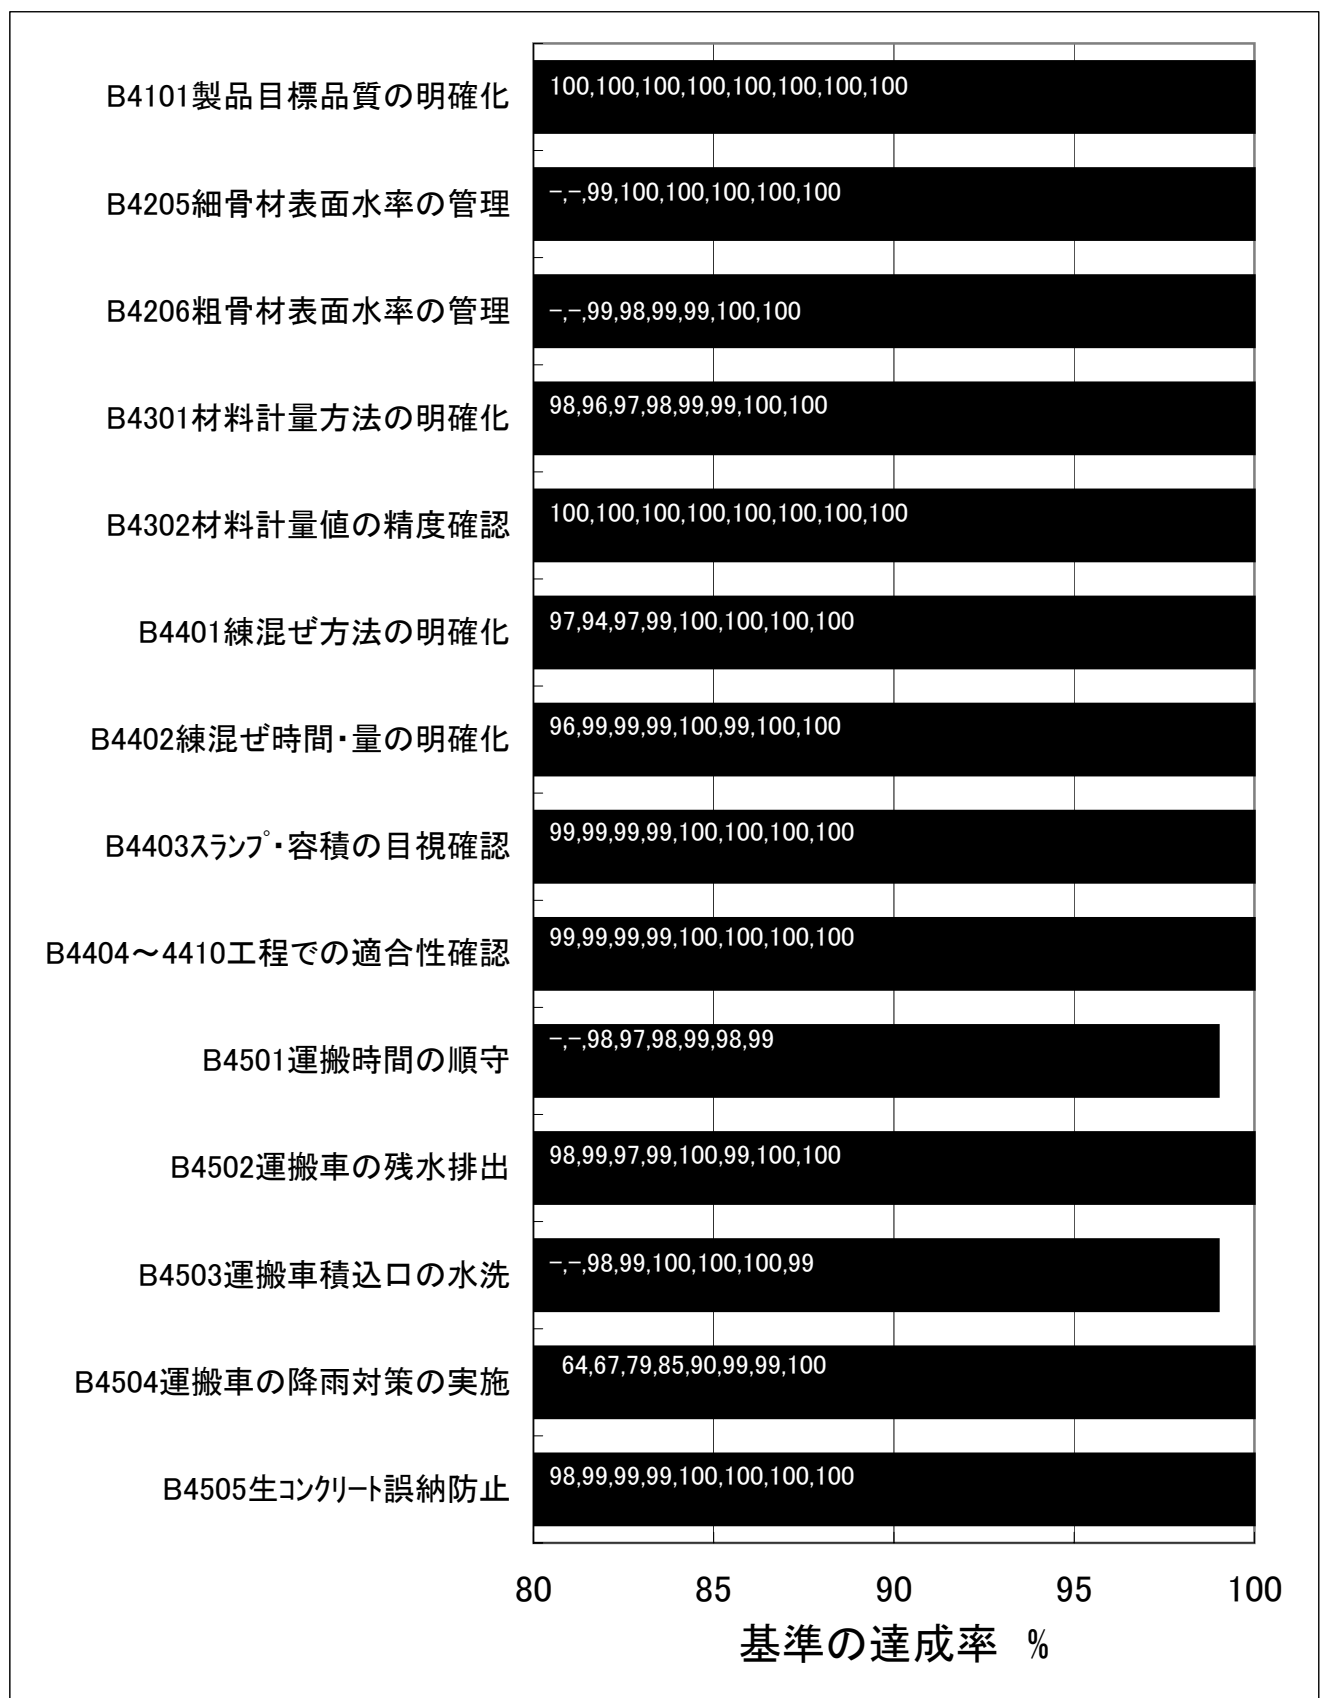 B4101製品目標品質の明確化 100,100,100,100,100,100,100,100
B4205細骨材表面水率の管理 -,-,99,100,100,100,100,100
B4206粗骨材表面水率の管理 -,-,99,98,99,99,100,100
B4301材料計量方法の明確化 98,96,97,98,99,99,100,100
B4302材料計量値の精度確認 100,100,100,100,100,100,100,100
B4401練混ぜ方法の明確化 97,94,97,99,100,100,100,100
B4402練混ぜ時間・量の明確化 96,99,99,99,100,99,100,100
B4403ｽﾗﾝﾌﾟ・容積の目視確認 99,99,99,99,100,100,100,100
B4404～4410工程での適合性確認 99,99,99,99,100,100,100,100
B4501運搬時間の順守 -,-,98,97,98,99,98,99
B4502運搬車の残水排出 98,99,97,99,100,99,100,100
B4503運搬車積込口の水洗 -,-,98,99,100,100,100,99
B4504運搬車の降雨対策の実施 64,67,79,85,90,99,99,100
B4505生ｺﾝｸﾘｰﾄ誤納防止 98,99,99,99,100,100,100,100
80 85 90 95 100
基準の達成率 %